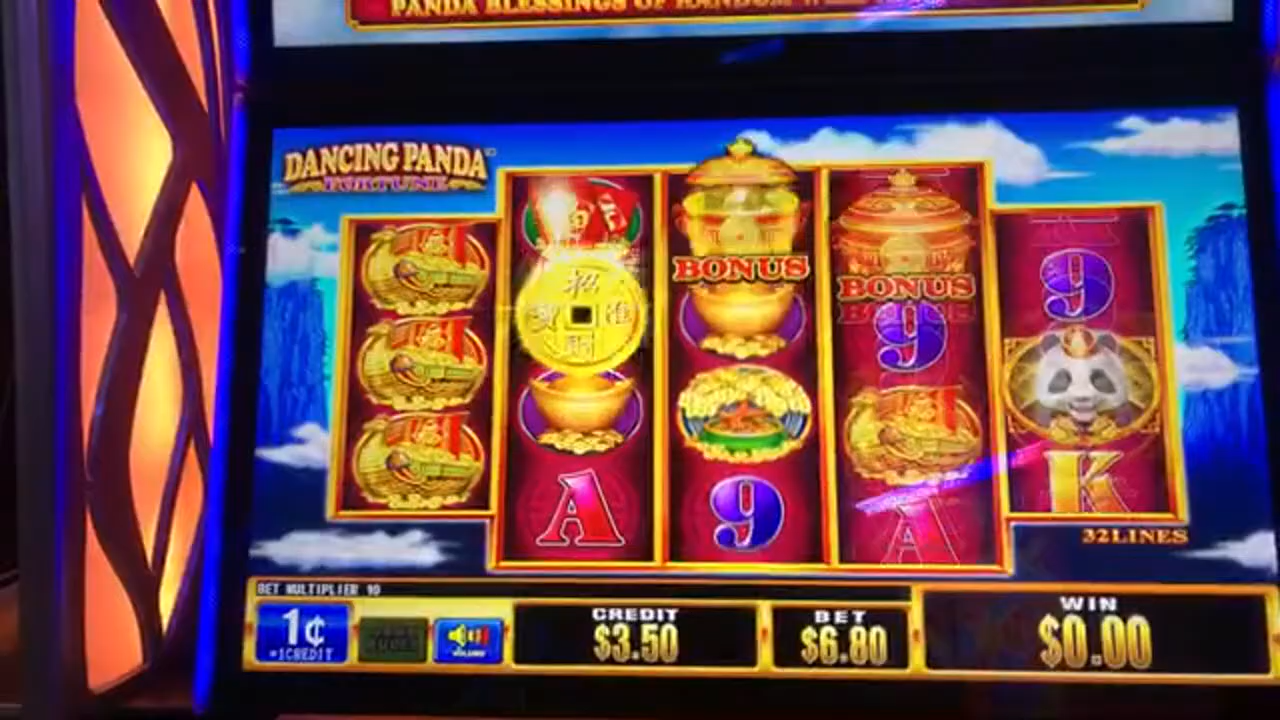 PANDA BLESSINGS OF RANDOM
DANCING PANDA
FORTUNE
BONUS
BONUS
9
9
A
9
A
K
32LINES
BET MULTIPLIER 10
1¢
=1CREDIT
VOLUME
CREDIT
$3.50
BET
$6.80
WIN
$0.00